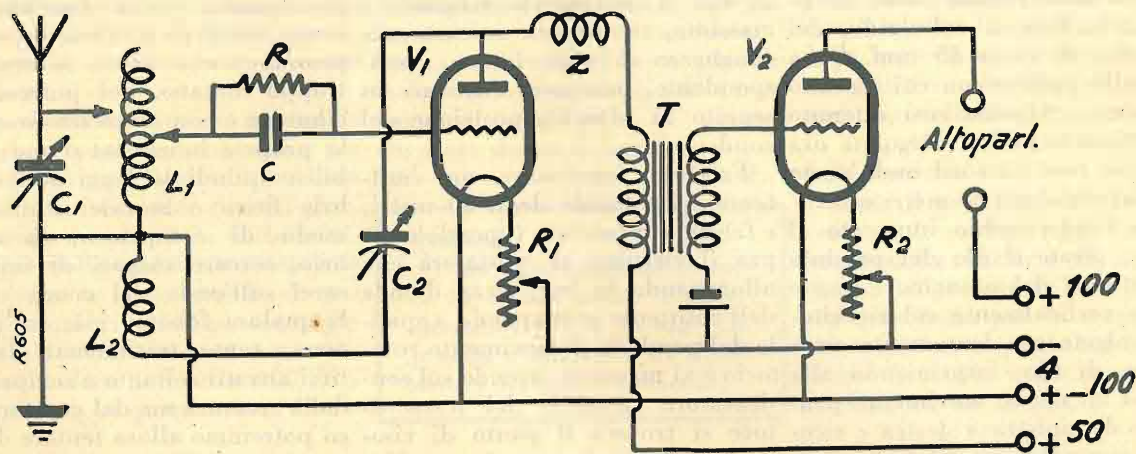 R
V1
Z
V2
T
Altoparl.
L1
C1
R1
R2
C2
+ 100
-
4
+ -100
+ 50
L2
R605